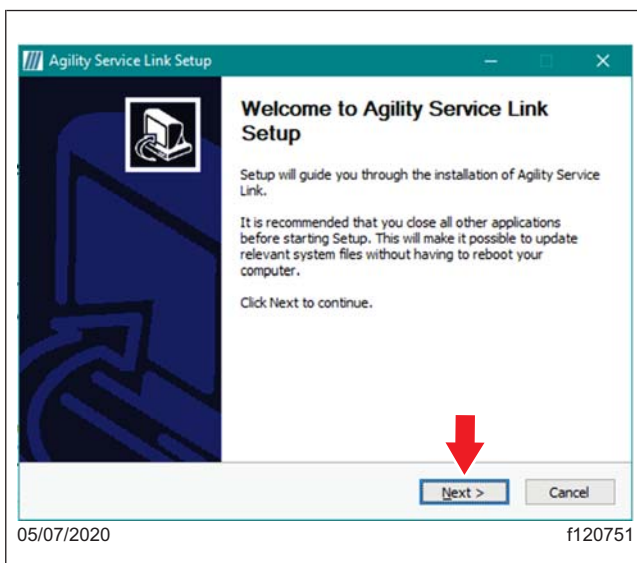 Agility Service Link Setup
Welcome to Agility Service Link
Setup
Setup will guide you through the installation of Agility Service
Link.
It is recommended that you close all other applications
before starting Setup. This will make it possible to update
relevant system files without having to reboot your
computer.
Click Next to continue.
Next >
Cancel
05/07/2020
f120751